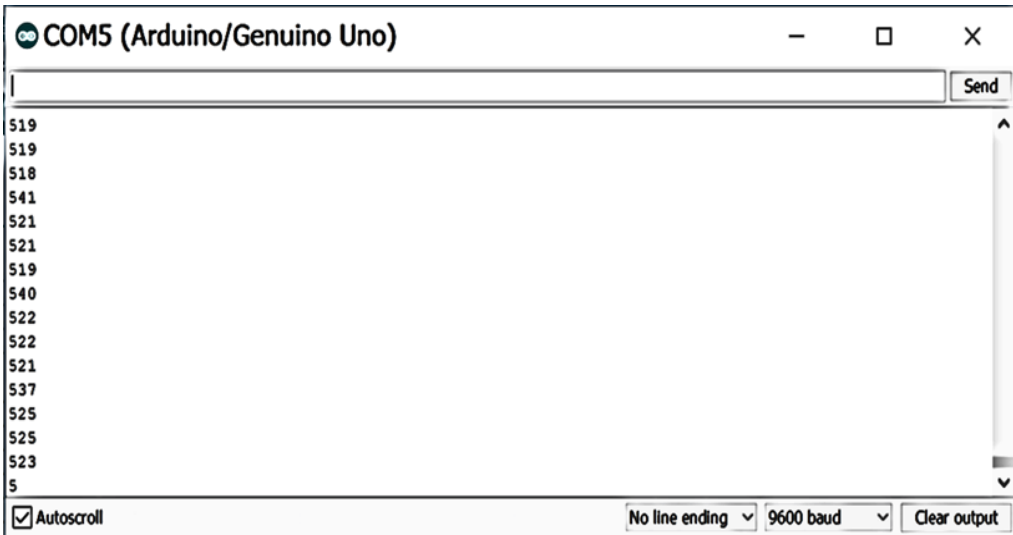 COM5 (Arduino/Genuino Uno)
Send
519
519
518
541
521
521
519
540
522
522
521
537
525
525
523
5
Autoscroll
No line ending
9600 baud
Clear output